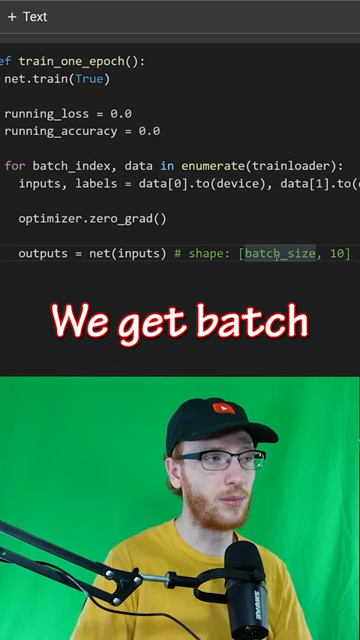 + Text
ef train_one_epoch():
net.train(True)
running_loss = 0.0
running_accuracy = 0.0
for batch_index, data in enumerate(trainloader):
inputs, labels = data[0].to(device), data[1].to(
optimizer.zero_grad()
outputs = net(inputs) # shape: [batch_size, 10]
We get batch
SHURE